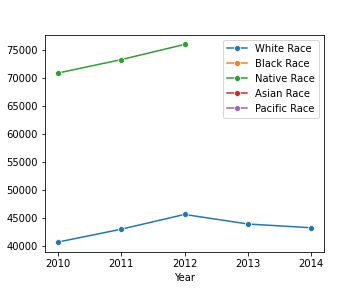 75000
70000
65000
60000
55000
50000
45000
40000
White Race
Black Race
Native Race
Asian Race
Pacific Race
2010 2011 2012 2013 2014
Year